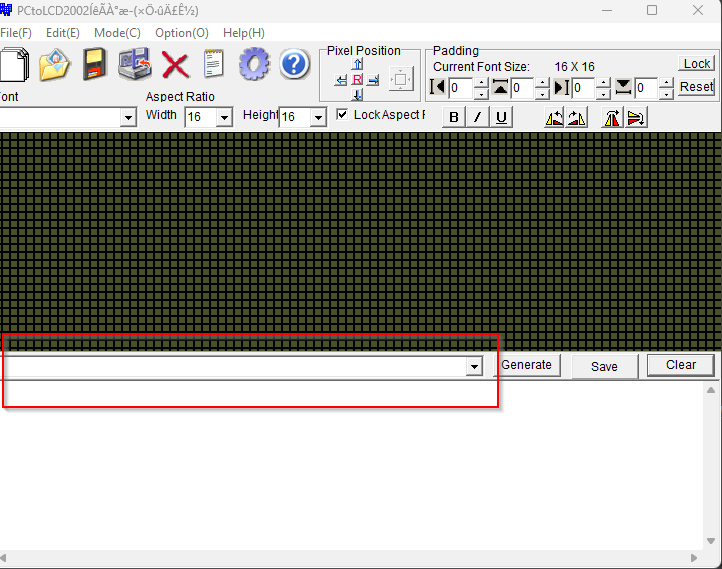 PCtoLCD2002ÍêÃÀ°æ-(×Ö·ûÄ£Ê½)
File(F) Edit(E) Mode(C) Option(O) Help(H)
Pixel Position
R
Padding
Current Font Size: 16 X 16
Lock
0 0 0 0
Reset
ont
Aspect Ratio
Width 16 Height 16 Lock Aspect F
B I U
Generate Save Clear